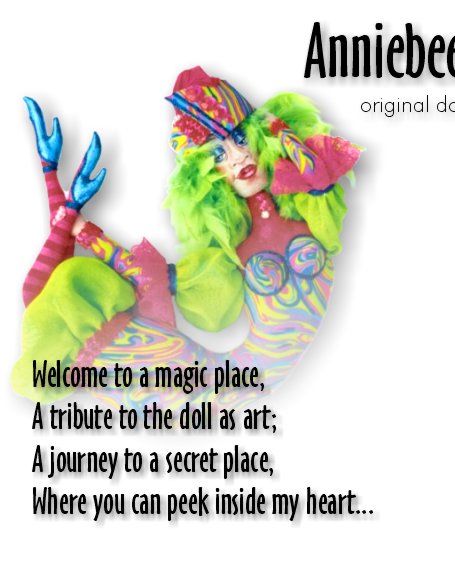 Anniebee
original do
Welcome to a magic place,
A tribute to the doll as art;
A journey to a secret place,
Where you can peek inside my heart...